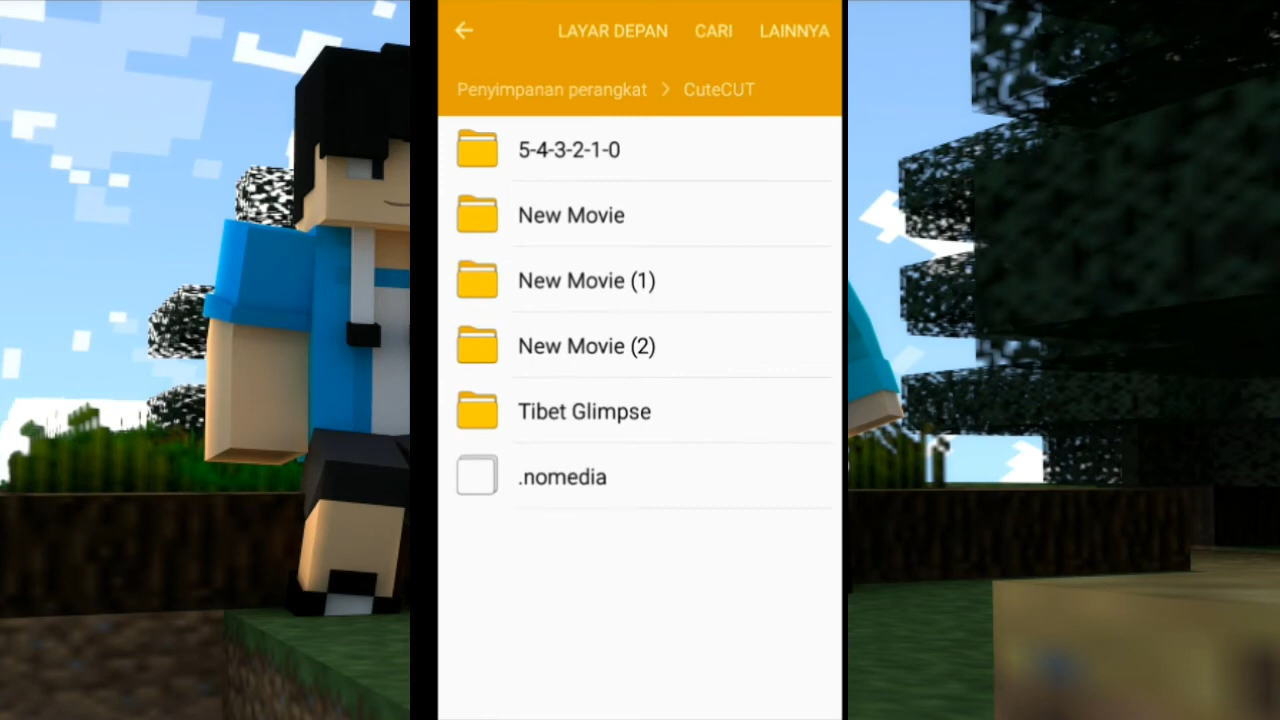 LAYAR DEPAN CARI LAINNYA
Penyimpanan perangkat > CuteCUT
5-4-3-2-1-0
New Movie
New Movie (1)
New Movie (2)
Tibet Glimpse
.nomedia